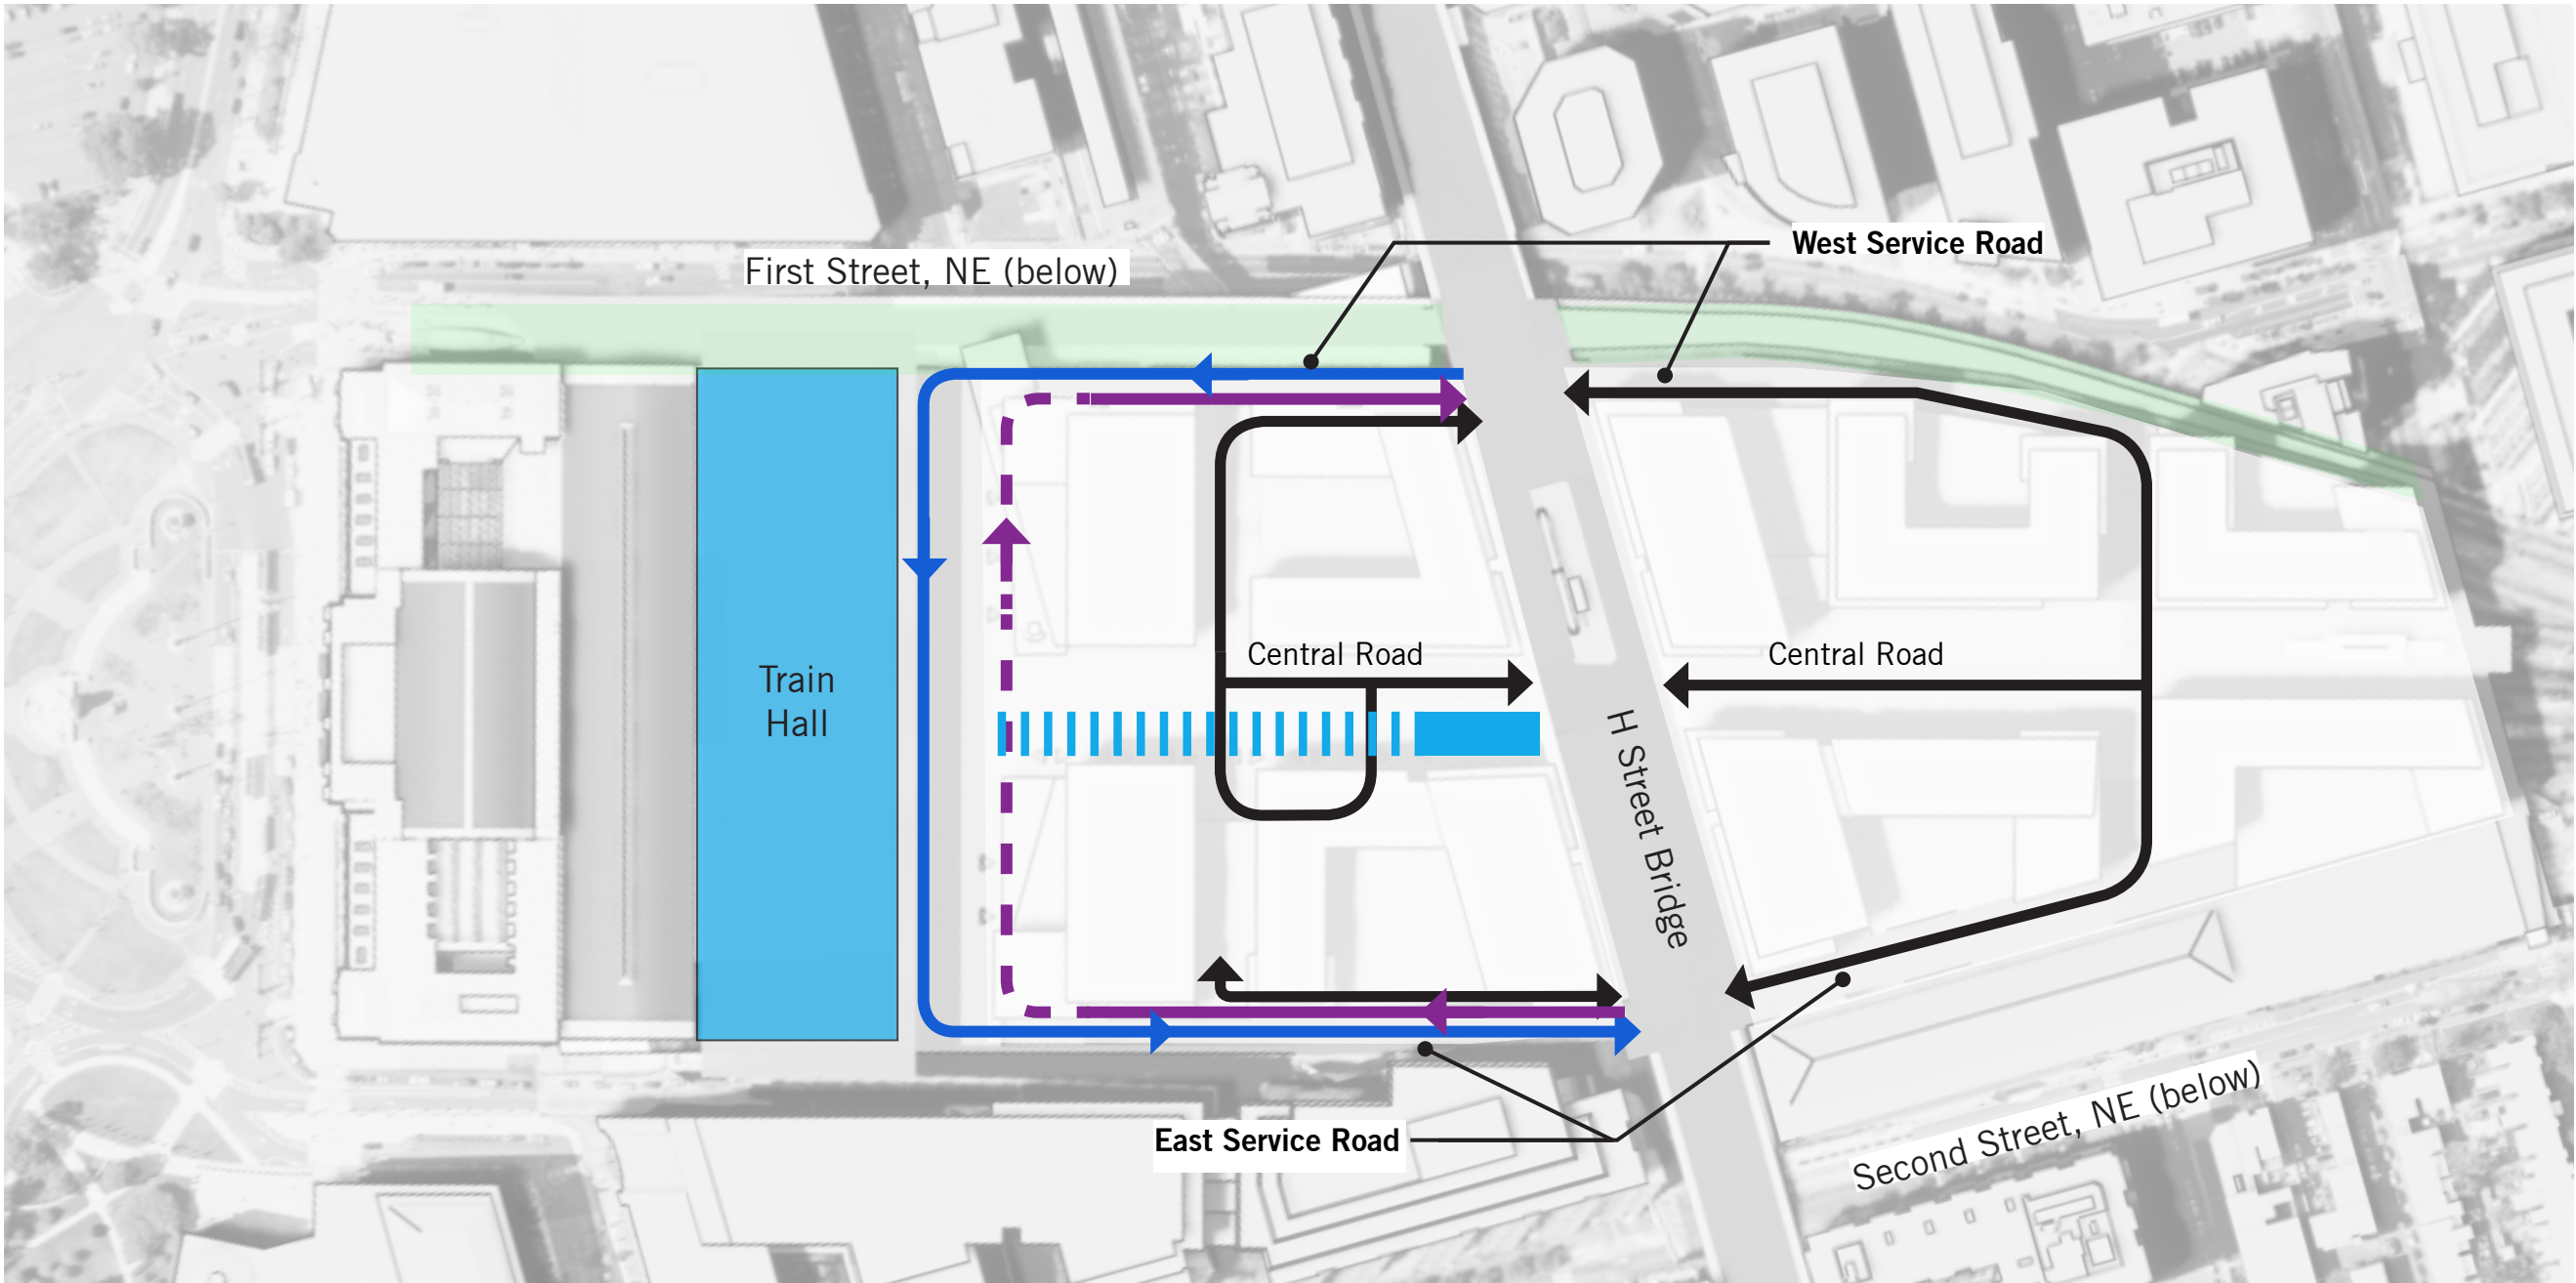 First Street, NE (below)
West Service Road
Train
Hall
Central Road
Central Road
H Street Bridge
East Service Road
Second Street, NE (below)